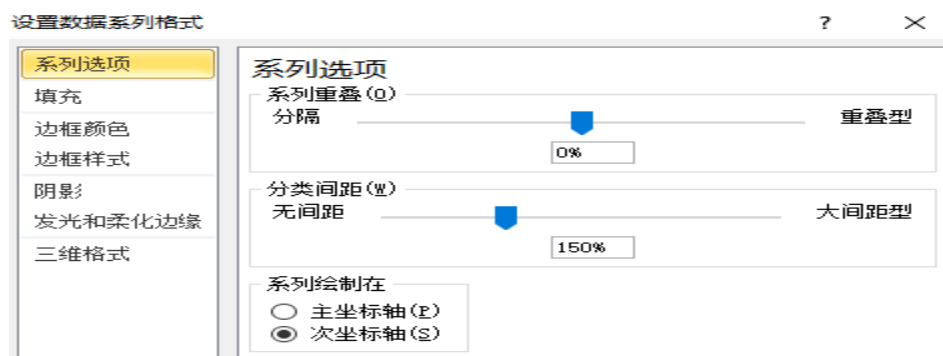 设置数据系列格式 ? ×
系列选项
填充
边框颜色
边框样式
阴影
发光和柔化边缘
三维格式
系列选项
系列重叠(O)
分隔 重叠型
0%
分类间距(W)
无间距 大间距型
150%
系列绘制在
主坐标轴(P)
次坐标轴(S)